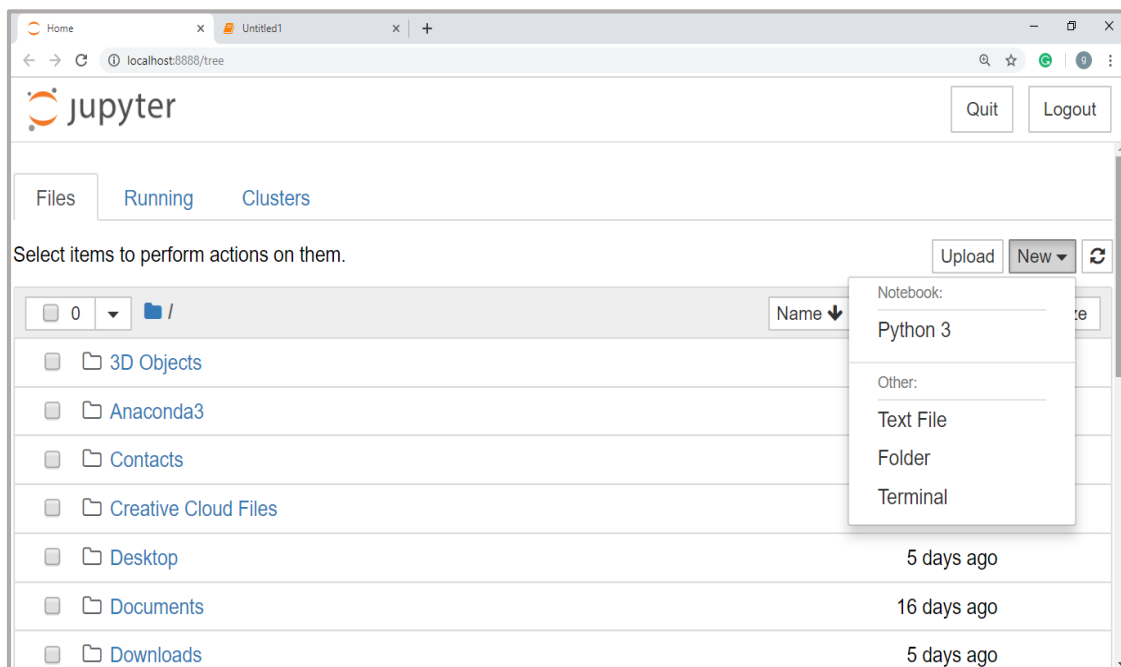 Home
Untitled1
localhost:8888/tree
g
jupyter
Quit
Logout
Files
Running
Clusters
Select items to perform actions on them.
Upload
New
0
/
Name
Notebook:
Python 3
Other:
Text File
Folder
Terminal
3D Objects
Anaconda3
Contacts
Creative Cloud Files
Desktop
5 days ago
Documents
16 days ago
Downloads
5 days ago